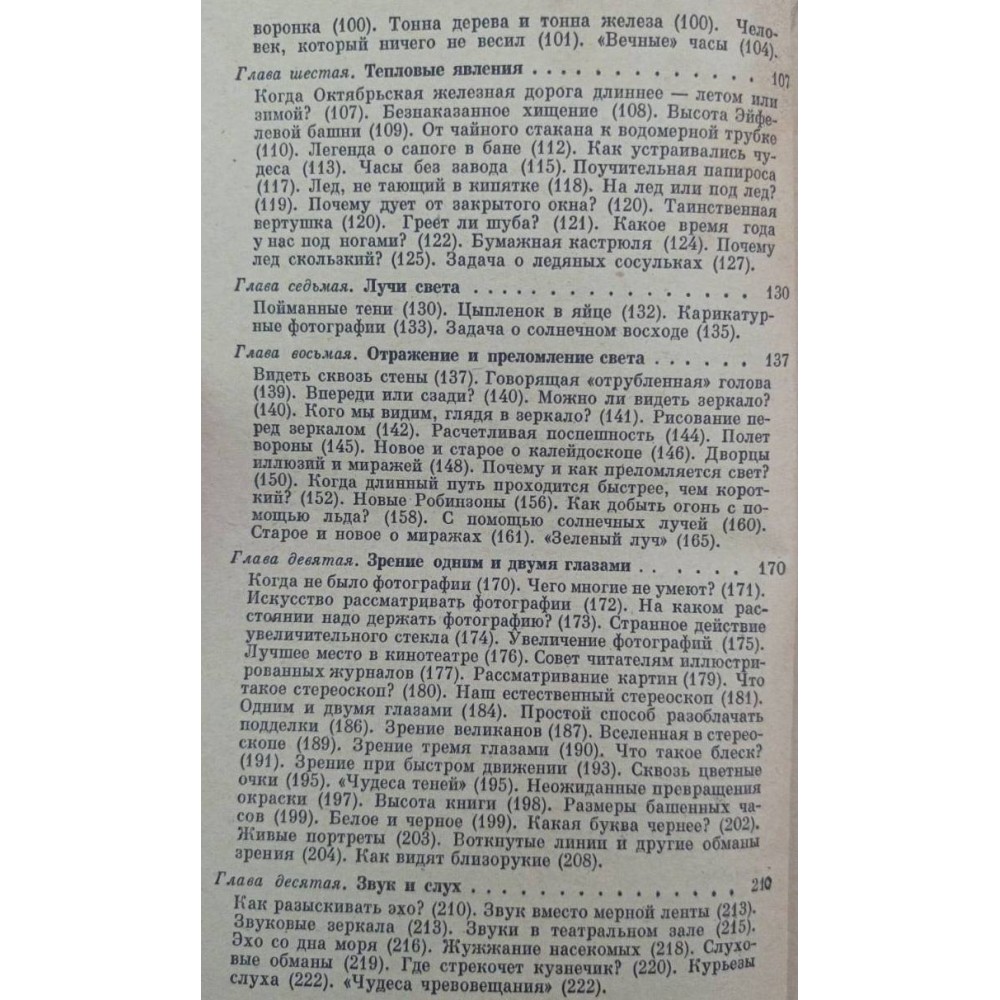 воронка (100). Тонна дерева и тонна железа (100). Чело-
век, который ничего не весил (101). «Вечные» часы (104).
Глава шестая. Тепловые явления . . . . . . . . . . . . . 107
Когда Октябрьская железная дорога длиннее — летом или
зимой? (107). Безнаказанное хищение (108). Высота Эйфе-
левой башни (109). От чайного стакана к водомерной трубке
(110). Легенда о сапоге в бане (112). Как устраивались чу-
деса (113). Часы без завода (115). Поучительная папироса
(117). Лед, не тающий в кипятке (118). На лед или под лед?
(119). Почему дует от закрытого окна? (120). Таинственная
вертушка (120). Греет ли шуба? (121). Какое время года
у нас под ногами? (122). Бумажная кастрюля (124). Почему
лед скользкий? (125). Задача о ледяных сосульках (127).
Глава седьмая. Лучи света . . . . . . . . . . . . . . . 130
Пойманные тени (130). Цыпленок в яйце (132). Карикатур-
ные фотографии (133). Задача о солнечном восходе (135).
Глава восьмая. Отражение и преломление света . . . . . . 137
Видеть сквозь стены (137). Говорящая «отрубленная» голова
(139). Впереди или сзади? (140). Можно ли видеть зеркало?
(140). Кого мы видим, глядя в зеркало? (141). Рисование пе-
ред зеркалом (142). Расчетливая поспешность (144). Полет
вороны (145). Новое и старое о калейдоскопе (146). Дворцы
иллюзий и миражей (148). Почему и как преломляется свет?
(150). Когда длинный путь проходится быстрее, чем корот-
кий? (152). Новые Робинзоны (156). Как добыть огонь с по-
мощью льда? (158). С помощью солнечных лучей (160).
Старое и новое о миражах (161). «Зеленый луч» (165).
Глава девятая. Зрение одним и двумя глазами . . . . . . 170
Когда не было фотографии (170). Чего многие не умеют? (171).
Искусство рассматривать фотографии (172). На каком рас-
стоянии надо держать фотографию? (173). Странное действие
увеличительного стекла (174). Увеличение фотографий (175).
Лучшее место в кинотеатре (176). Совет читателям иллюстри-
рованных журналов (177). Рассматривание картин (179). Что
такое стереоскоп? (180). Наш естественный стереоскоп (181).
Одним и двумя глазами (184). Простой способ разоблачать
подделки (186). Зрение великанов (187). Вселенная в стерео-
скопе (189). Зрение тремя глазами (190). Что такое блеск?
(191). Зрение при быстром движении (193). Сквозь цветные
очки (195). «Чудеса теней» (195). Неожиданные превращения
окраски (197). Высота книги (198). Размеры башенных ча-
сов (199). Белое и черное (199). Какая буква чернее? (202).
Живые портреты (203). Воткнутые линии и другие обманы
зрения (204). Как видят близорукие (208).
Глава десятая. Звук и слух . . . . . . . . . . . . . . . 210
Как разыскивать эхо? (210). Звук вместо мерной ленты (213).
Звуковые зеркала (213). Звуки в театральном зале (215).
Эхо со дна моря (216). Жужжание насекомых (218). Слухо-
вые обманы (219). Где стрекочет кузнечик? (220). Курьезы
слуха (222). «Чудеса чревовещания» (222).